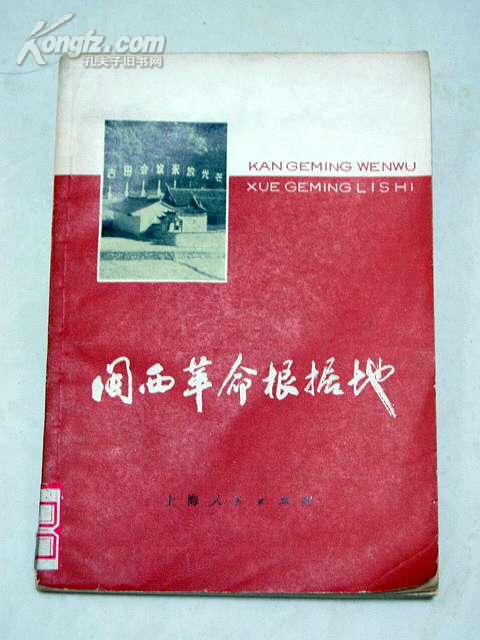 Kongfz.com
孔夫子旧书网
古田会议永放光芒
KAN GEMING WENWU
XUE GEMING LISHI
闽西革命根据地
上海人民出版社